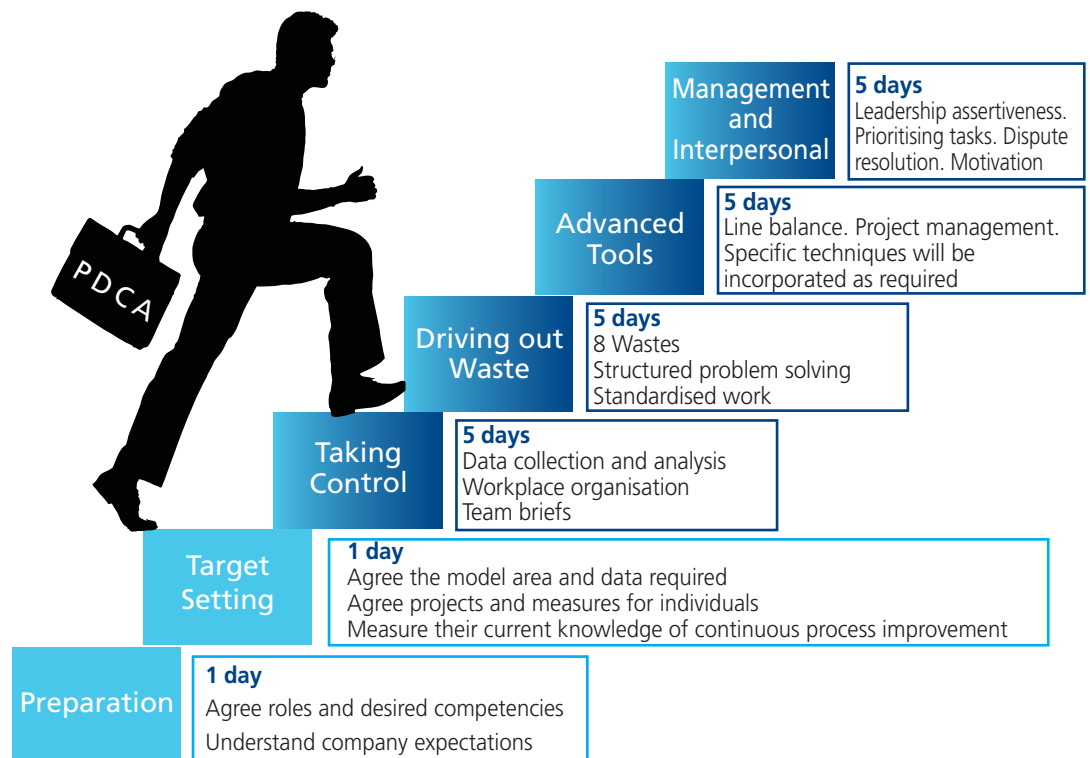 Management
and
Interpersonal
5 days
Leadership assertiveness.
Prioritising tasks. Dispute
resolution. Motivation
Advanced
Tools
5 days
Line balance. Project management.
Specific techniques will be
incorporated as required
PDCA
Driving out
Waste
5 days
8 Wastes
Structured problem solving
Standardised work
Taking
Control
5 days
Data collection and analysis
Workplace organisation
Team briefs
Target
Setting
1 day
Agree the model area and data required
Agree projects and measures for individuals
Measure their current knowledge of continuous process improvement
Preparation
1 day
Agree roles and desired competencies
Understand company expectations